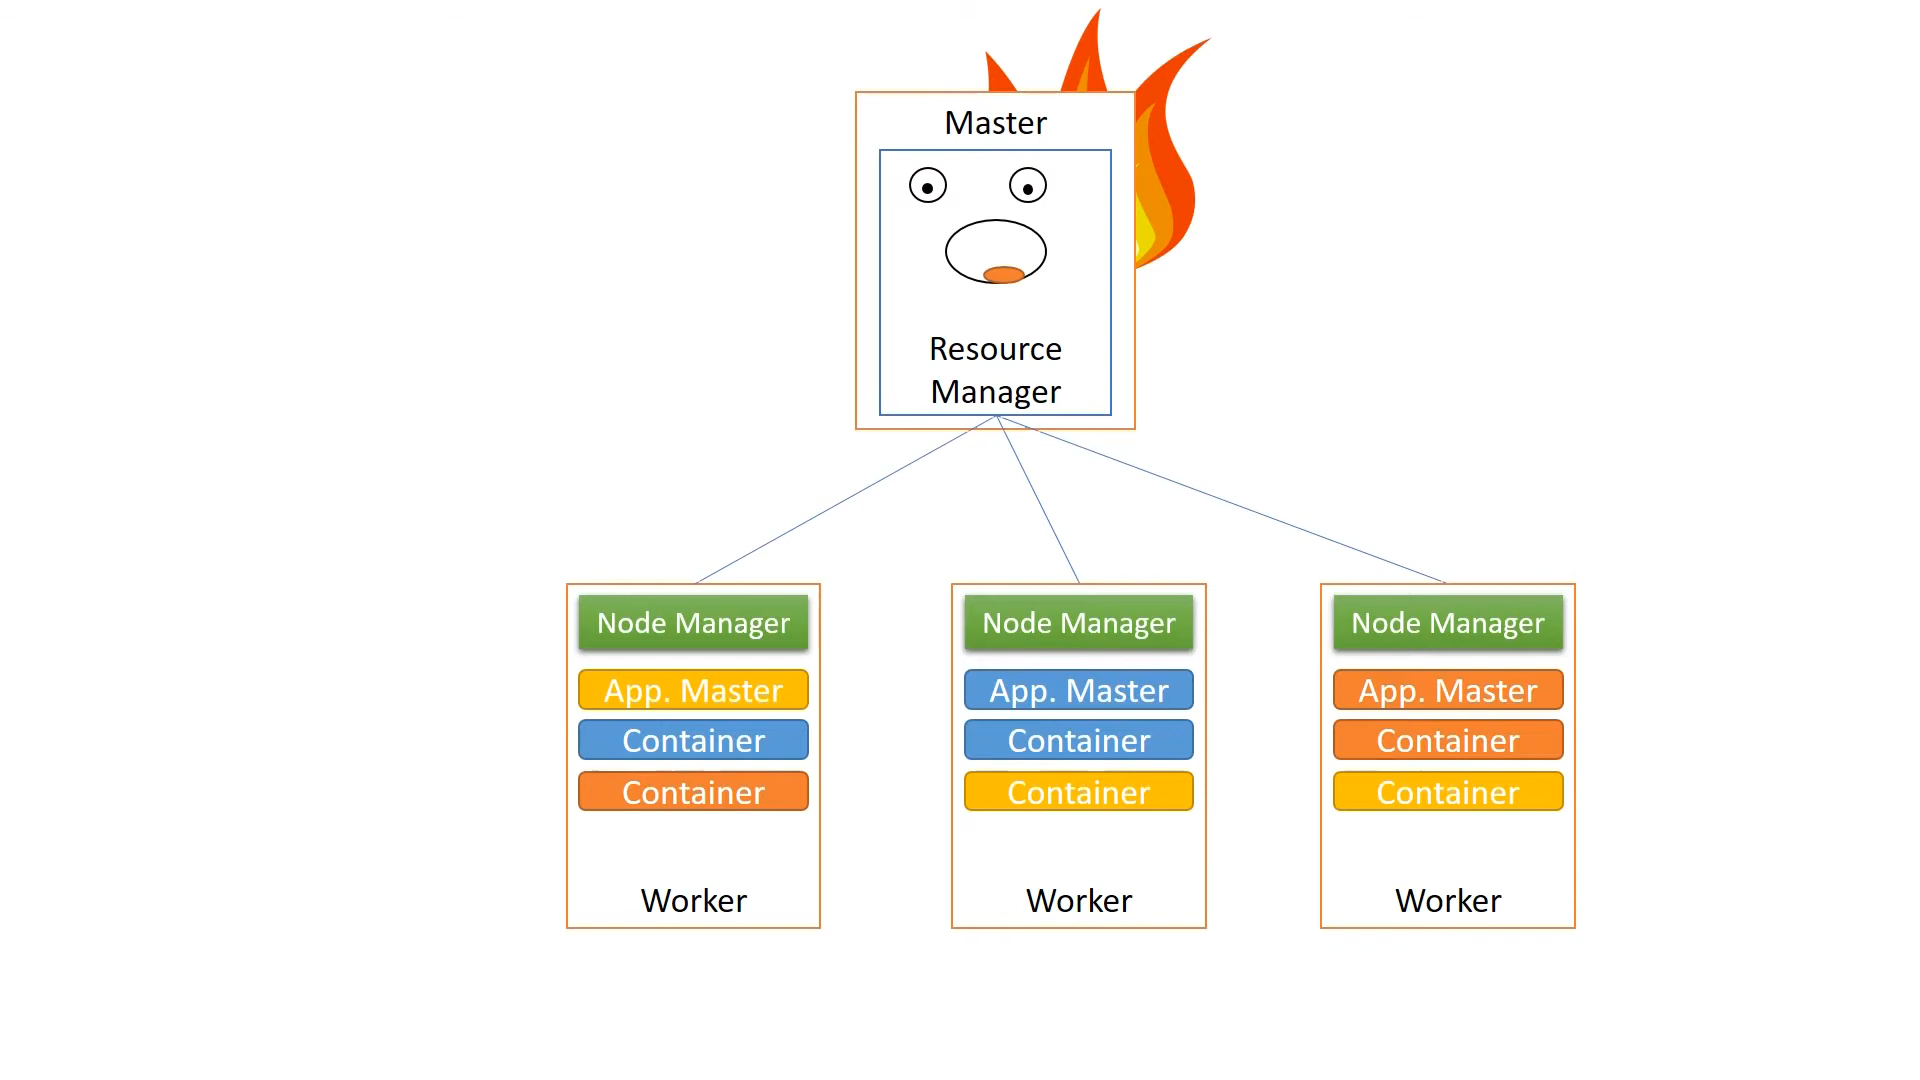 Master
Resource
Manager
Node Manager
App. Master
Container
Container
Worker
Node Manager
App. Master
Container
Container
Worker
Node Manager
App. Master
Container
Container
Worker